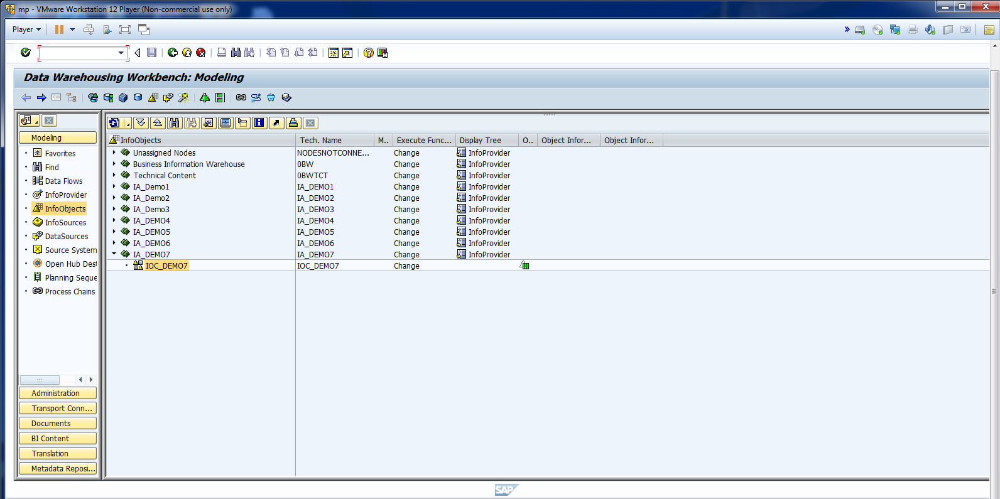 mp - VMware Workstation 12 Player (Non-commercial use only)
Player
Data Warehousing Workbench: Modeling
Modeling
Favorites
Find
Data Flows
InfoProvider
InfoObjects
InfoSources
DataSources
Source System
Open Hub Dest
Planning Seque
Process Chains
Administration
Transport Conn...
Documents
BI Content
Translation
Metadata Reposi...
InfoObjects Tech. Name M.. Execute Func... Display Tree O.. Object Infor... Object Infor...
Unassigned Nodes NODESNOTCONNE... Change InfoProvider
Business Information Warehouse 0BW Change InfoProvider
Technical Content 0BWTCT Change InfoProvider
IA_Demo1 IA_DEMO1 Change InfoProvider
IA_Demo2 IA_DEMO2 Change InfoProvider
IA_Demo3 IA_DEMO3 Change InfoProvider
IA_DEMO4 IA_DEMO4 Change InfoProvider
IA_DEMO5 IA_DEMO5 Change InfoProvider
IA_DEMO6 IA_DEMO6 Change InfoProvider
IA_DEMO7 IA_DEMO7 Change InfoProvider
IOC_DEMO7 IOC_DEMO7 Change
SAP